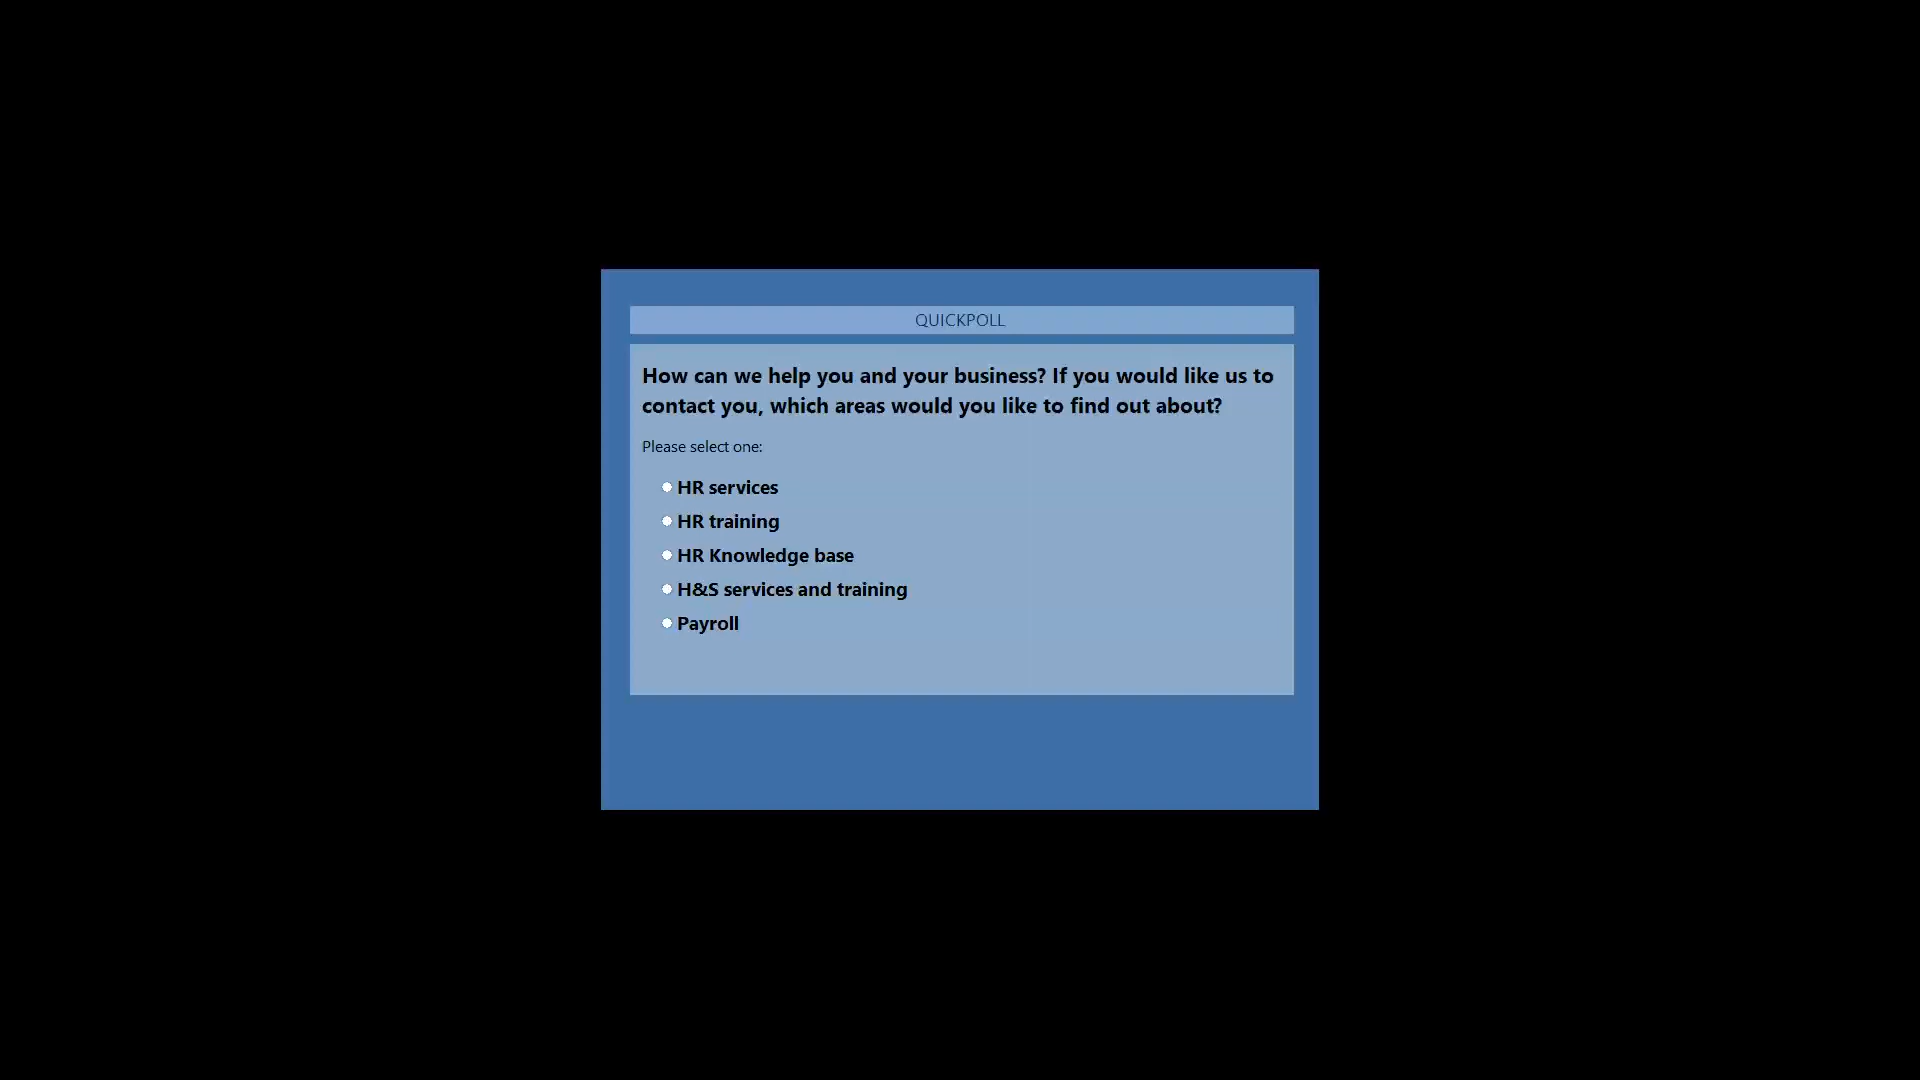 QUICKPOLL
How can we help you and your business? If you would like us to
contact you, which areas would you like to find out about?
Please select one:
HR services
HR training
HR Knowledge base
H&S services and training
Payroll